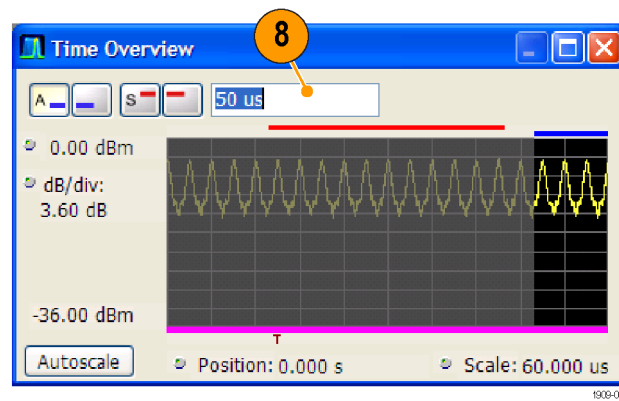 8
Time Overview
A S 50 us
0.00 dBm
dB/div:
3.60 dB
-36.00 dBm
T
Autoscale Position: 0.000 s Scale: 60.000 us
1909-0